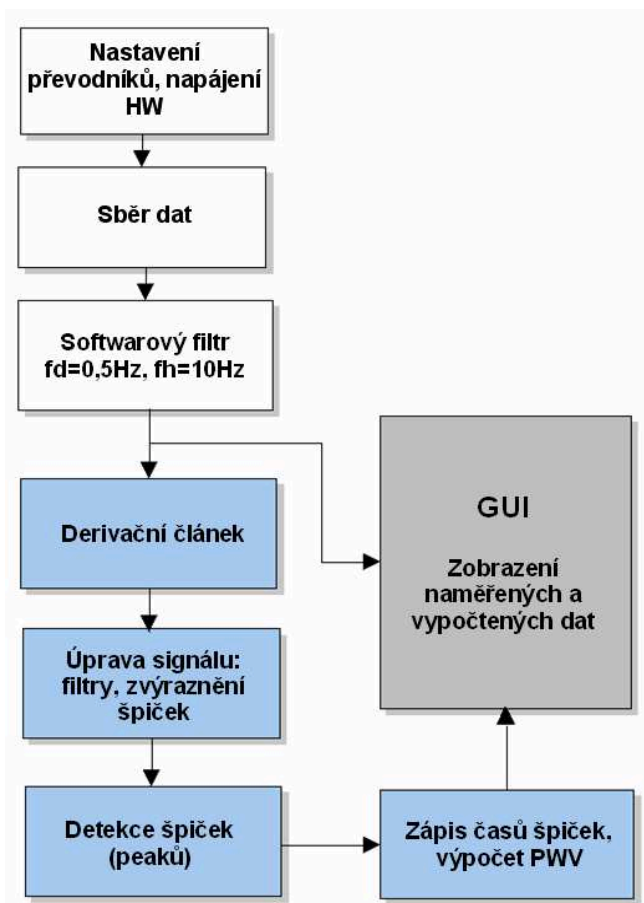 Nastavení
převodníků, napájení
HW
Sběr dat
Softwarový filtr
fd=0,5Hz, fh=10Hz
Derivační článek
GUI
Zobrazení
naměřených a
vypočtených dat
Úprava signálu:
filtry, zvýraznění
špiček
Detekce špiček
(peaků)
Zápis časů špiček,
výpočet PWV